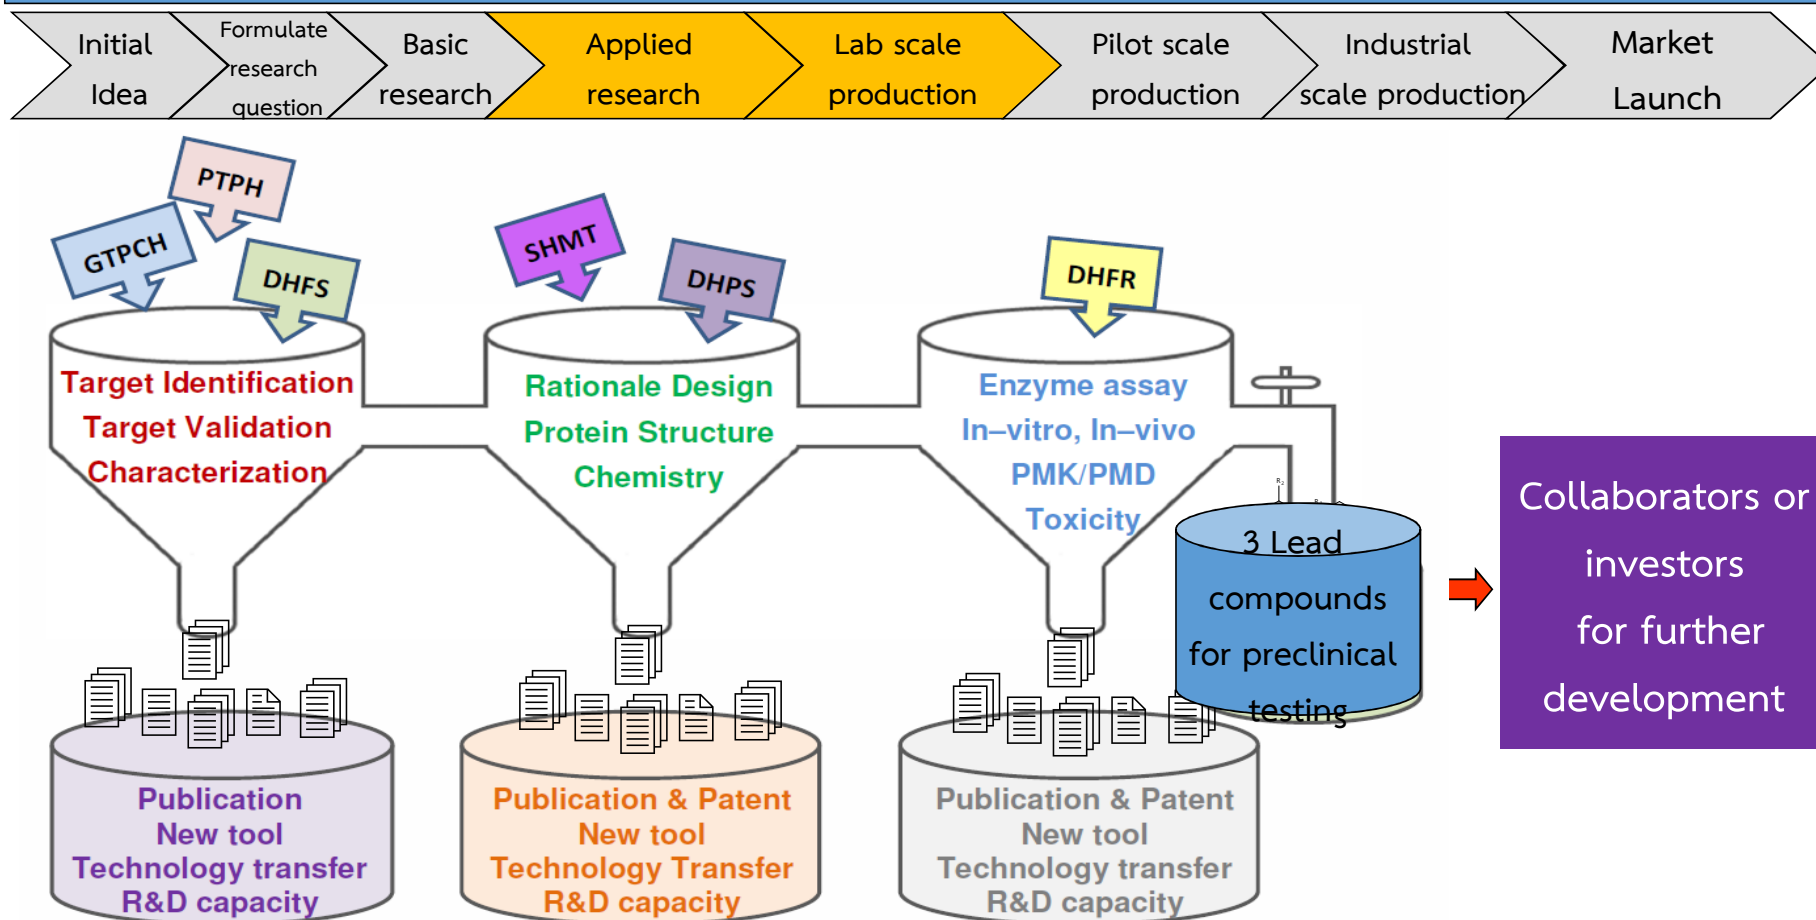 Initial
Idea
Formulate
research
question
Basic
research
Applied
research
Lab scale
production
Pilot scale
production
Industrial
scale production
Market
Launch
PTPH
GTPCH
DHFS
SHMT
DHPS
DHFR
Target Identification
Target Validation
Characterization
Rationale Design
Protein Structure
Chemistry
Enzyme assay
In–vitro, In–vivo
PMK/PMD
Toxicity
R2
3 Lead
compounds
for preclinical
testing
Collaborators or
investors
for further
development
Publication
New tool
Technology transfer
R&D capacity
Publication & Patent
New tool
Technology Transfer
R&D capacity
Publication & Patent
New tool
Technology transfer
R&D capacity